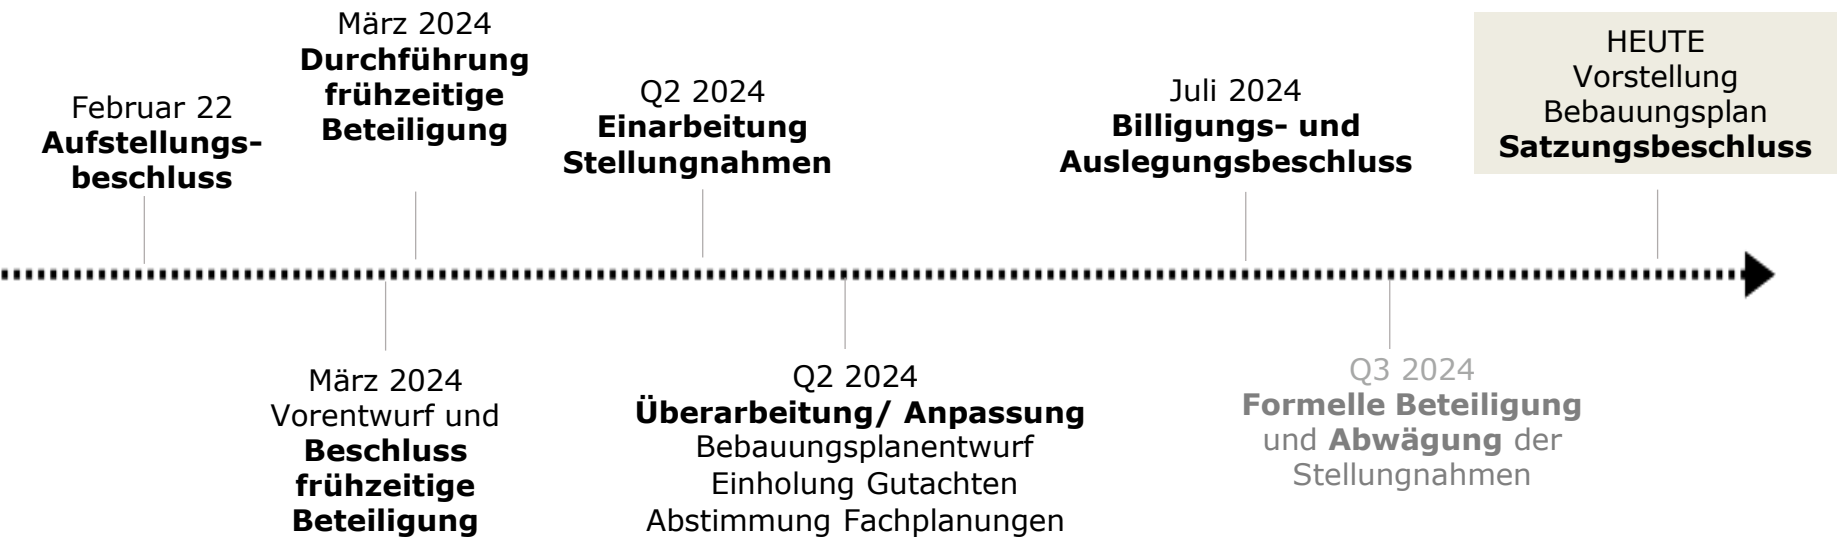 Februar 22
Aufstellungs-
beschluss
März 2024
Durchführung
frühzeitige
Beteiligung
Q2 2024
Einarbeitung
Stellungnahmen
Juli 2024
Billigungs- und
Auslegungsbeschluss
HEUTE
Vorstellung
Bebauungsplan
Satzungsbeschluss
März 2024
Vorentwurf und
Beschluss
frühzeitige
Beteiligung
Q2 2024
Überarbeitung/ Anpassung
Bebauungsplanentwurf
Einholung Gutachten
Abstimmung Fachplanungen
Q3 2024
Formelle Beteiligung
und Abwägung der
Stellungnahmen